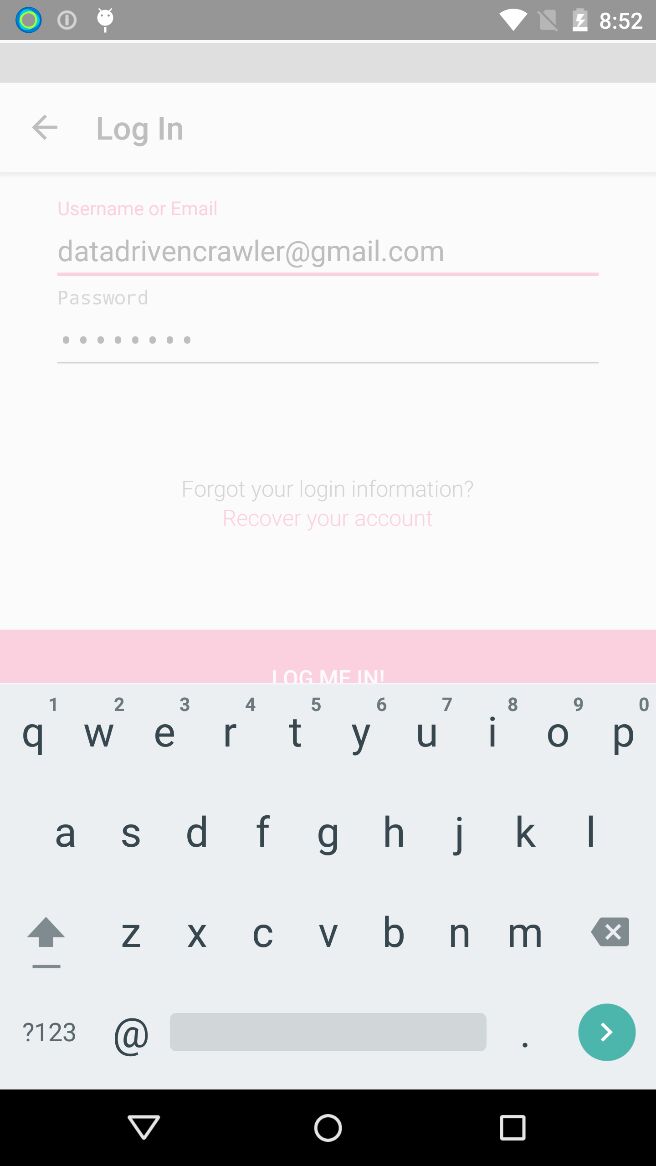 8:52
Log In
Username or Email
datadrivencrawler@gmail.com
Password
••••••••
Forgot your login information?
Recover your account
LOG ME IN!
1 2 3 4 5 6 7 8 9 0
q w e r t y u i o p
a s d f g h j k l
z x c v b n m
?123 @ .